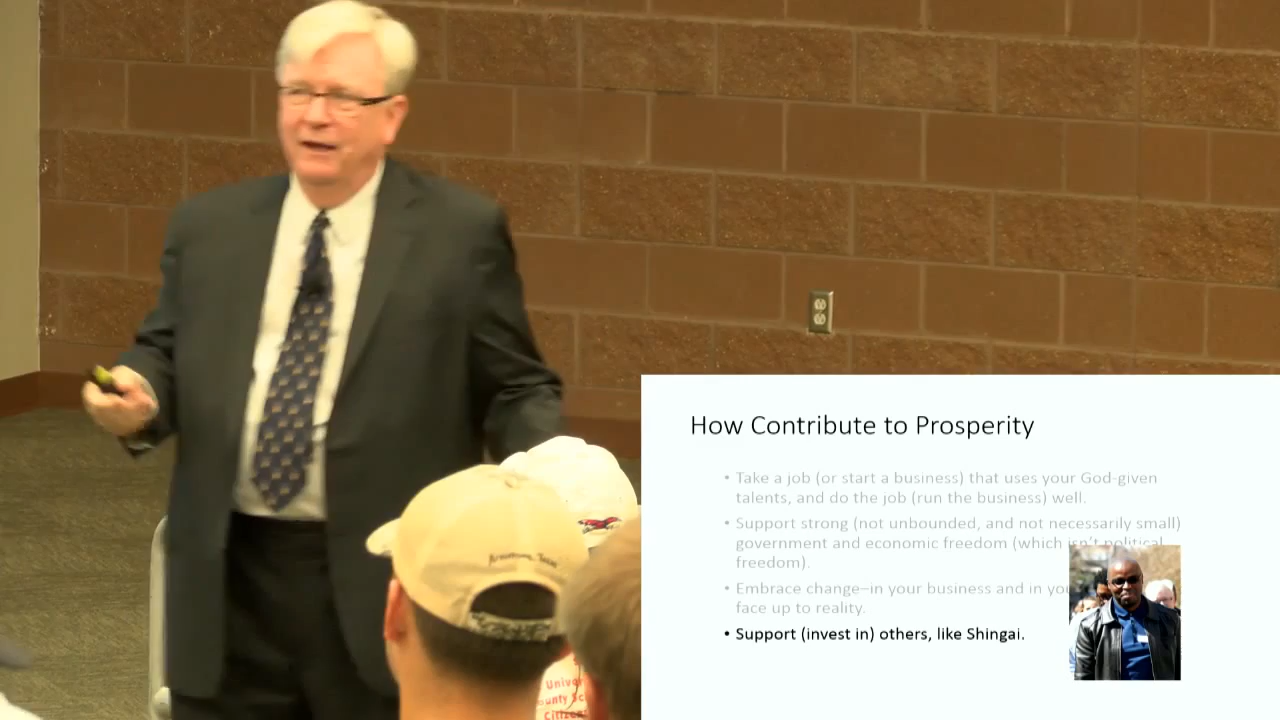 How Contribute to Prosperity
• Take a job (or start a business) that uses your God-given
talents, and do the job (run the business) well.
• Support strong (not unbounded, and not necessarily small)
government and economic freedom (which isn't political
freedom).
• Embrace change–in your business and in
face up to reality.
• Support (invest in) others, like Shingai.